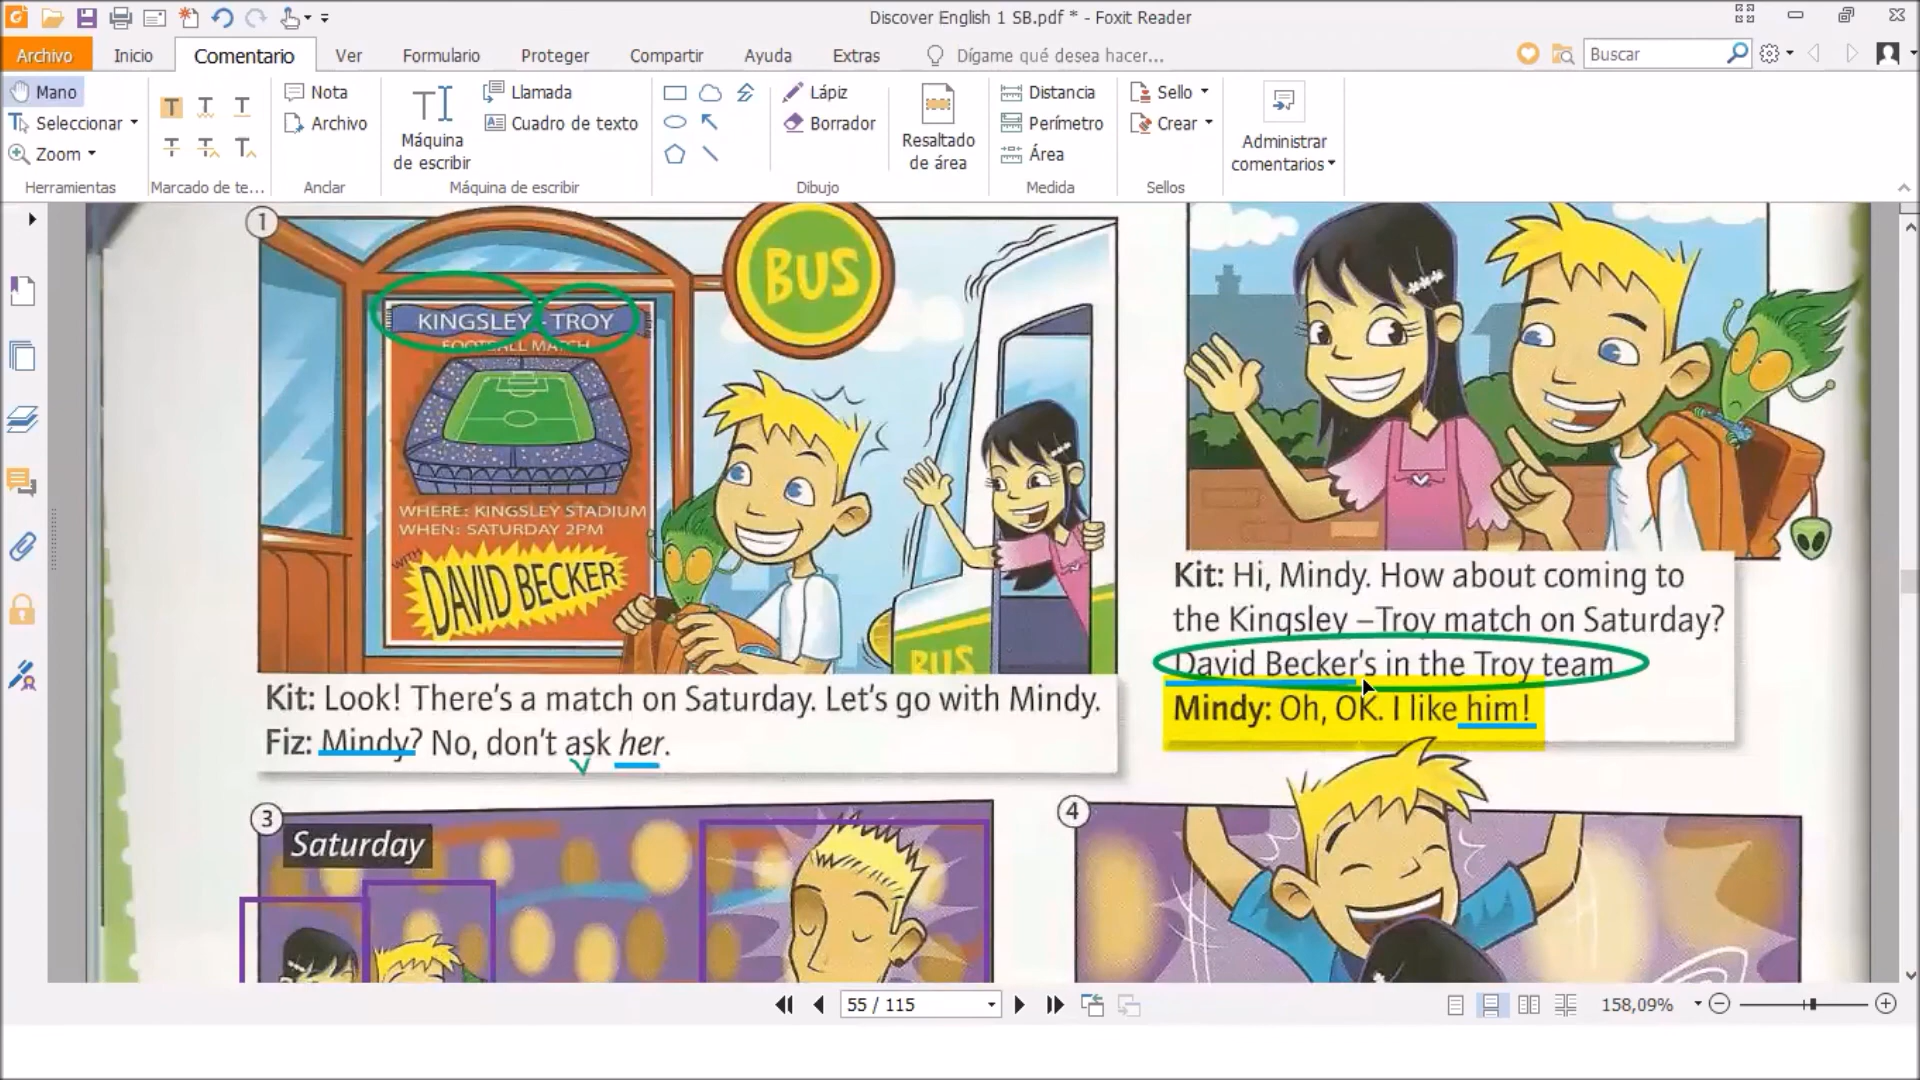 Discover English 1 SB.pdf * - Foxit Reader
Archivo Inicio Comentario Ver Formulario Proteger Compartir Ayuda Extras Dígame qué desea hacer... Buscar
Mano
Seleccionar
Zoom
Herramientas
Marcado de te...
Nota
Archivo
Anclar
Máquina
de escribir
Llamada
Cuadro de texto
Máquina de escribir
Lápiz
Borrador
Dibujo
Resaltado
de área
Distancia
Perímetro
Área
Medida
Sello
Crear
Sellos
Administrar
comentarios
1
KINGSLEY - TROY
FOOTBALL MATCH
WHERE: KINGSLEY STADIUM
WHEN: SATURDAY 2PM
WITH
DAVID BECKER
BUS
BUS
Kit: Look! There's a match on Saturday. Let's go with Mindy.
Fiz: Mindy? No, don't ask her.
Kit: Hi, Mindy. How about coming to
the Kingsley –Troy match on Saturday?
David Becker's in the Troy team
Mindy: Oh, OK. I like him!
3
Saturday
4
55 / 115
158,09%